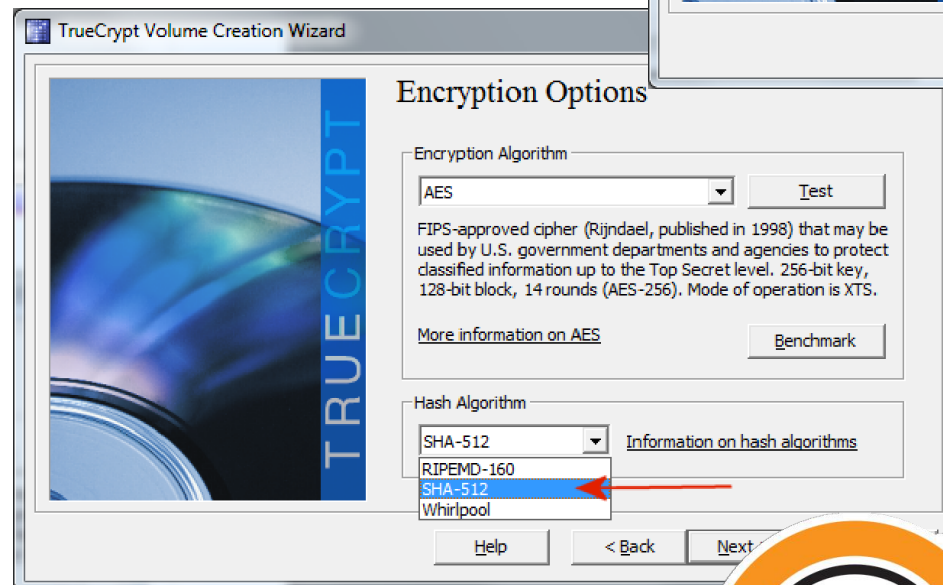 TrueCrypt Volume Creation Wizard
TRUECRYPT
Encryption Options
Encryption Algorithm
AES
Test
FIPS-approved cipher (Rijndael, published in 1998) that may be
used by U.S. government departments and agencies to protect
classified information up to the Top Secret level. 256-bit key,
128-bit block, 14 rounds (AES-256). Mode of operation is XTS.
More information on AES
Benchmark
Hash Algorithm
SHA-512
Information on hash algorithms
RIPEMD-160
SHA-512
Whirlpool
Help
< Back
Next